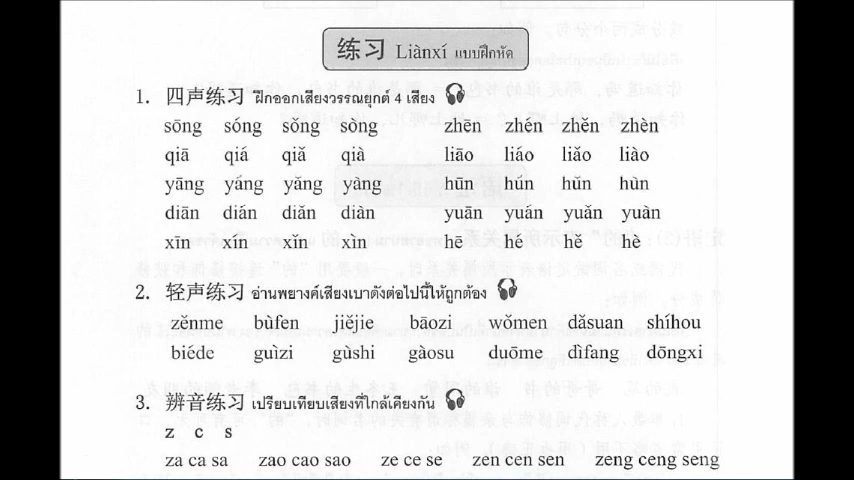 练习 Liànxí แบบฝึกหัด
1. 四声练习 ฝึกออกเสียงวรรณยุกต์ 4 เสียง
sōng sóng sǒng sòng zhēn zhén zhěn zhèn
qiā qiá qiǎ qià liāo liáo liǎo liào
yāng yáng yǎng yàng hūn hún hǔn hùn
diān dián diǎn diàn yuān yuán yuǎn yuàn
xīn xín xǐn xìn hē hé hě hè
2. 轻声练习 อ่านพยางค์เสียงเบาดังต่อไปนี้ให้ถูกต้อง
zěnme bùfen jiějie bāozi wǒmen dǎsuan shíhou
biéde guìzi gùshi gàosu duōme dìfang dōngxi
3. 辨音练习 เปรียบเทียบเสียงที่ใกล้เคียงกัน
z c s
za ca sa zao cao sao ze ce se zen cen sen zeng ceng seng